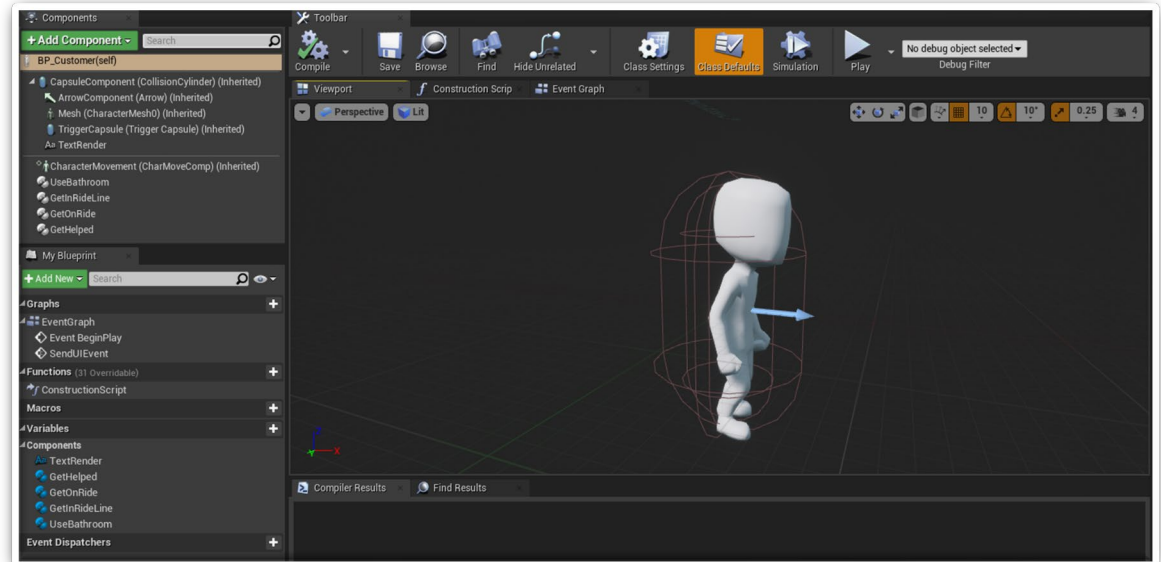 Components
+Add Component
Search
BP_Customer(self)
CapsuleComponent (CollisionCylinder) (Inherited)
ArrowComponent (Arrow) (Inherited)
Mesh (CharacterMesh0) (Inherited)
TriggerCapsule (Trigger Capsule) (Inherited)
Aa TextRender
CharacterMovement (CharMoveComp) (Inherited)
UseBathroom
GetInRideLine
GetOnRide
GetHelped
My Blueprint
+Add New
Search
Graphs
EventGraph
Event BeginPlay
SendUIEvent
Functions (31 Overridable)
ConstructionScript
Macros
Variables
Components
Aa TextRender
GetHelped
GetOnRide
GetInRideLine
UseBathroom
Event Dispatchers
Toolbar
Compile
Save
Browse
Find
Hide Unrelated
Class Settings
Class Defaults
Simulation
Play
No debug object selected
Debug Filter
Viewport
f Construction Scrip
Event Graph
Perspective
Lit
10
10°
0.25
4
Z
X
Y
Compiler Results
Find Results